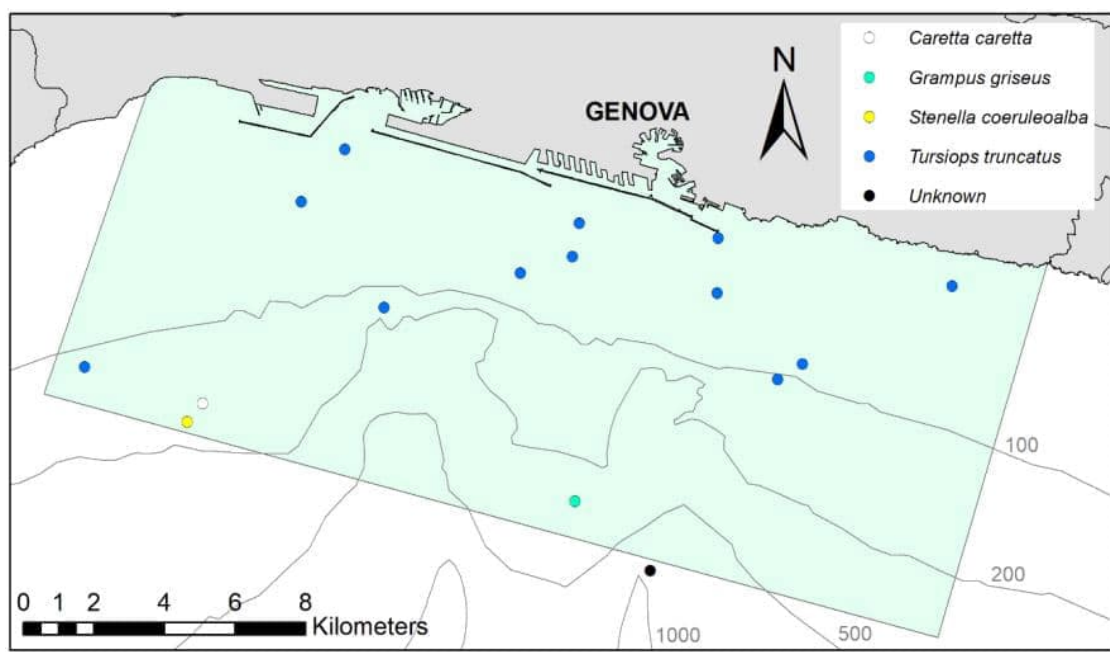 Caretta caretta
N
Grampus griseus
GENOVA
Stenella coeruleoalba
Tursiops truncatus
Unknown
100
200
0 1 2 4 6 8
Kilometers
1000
500